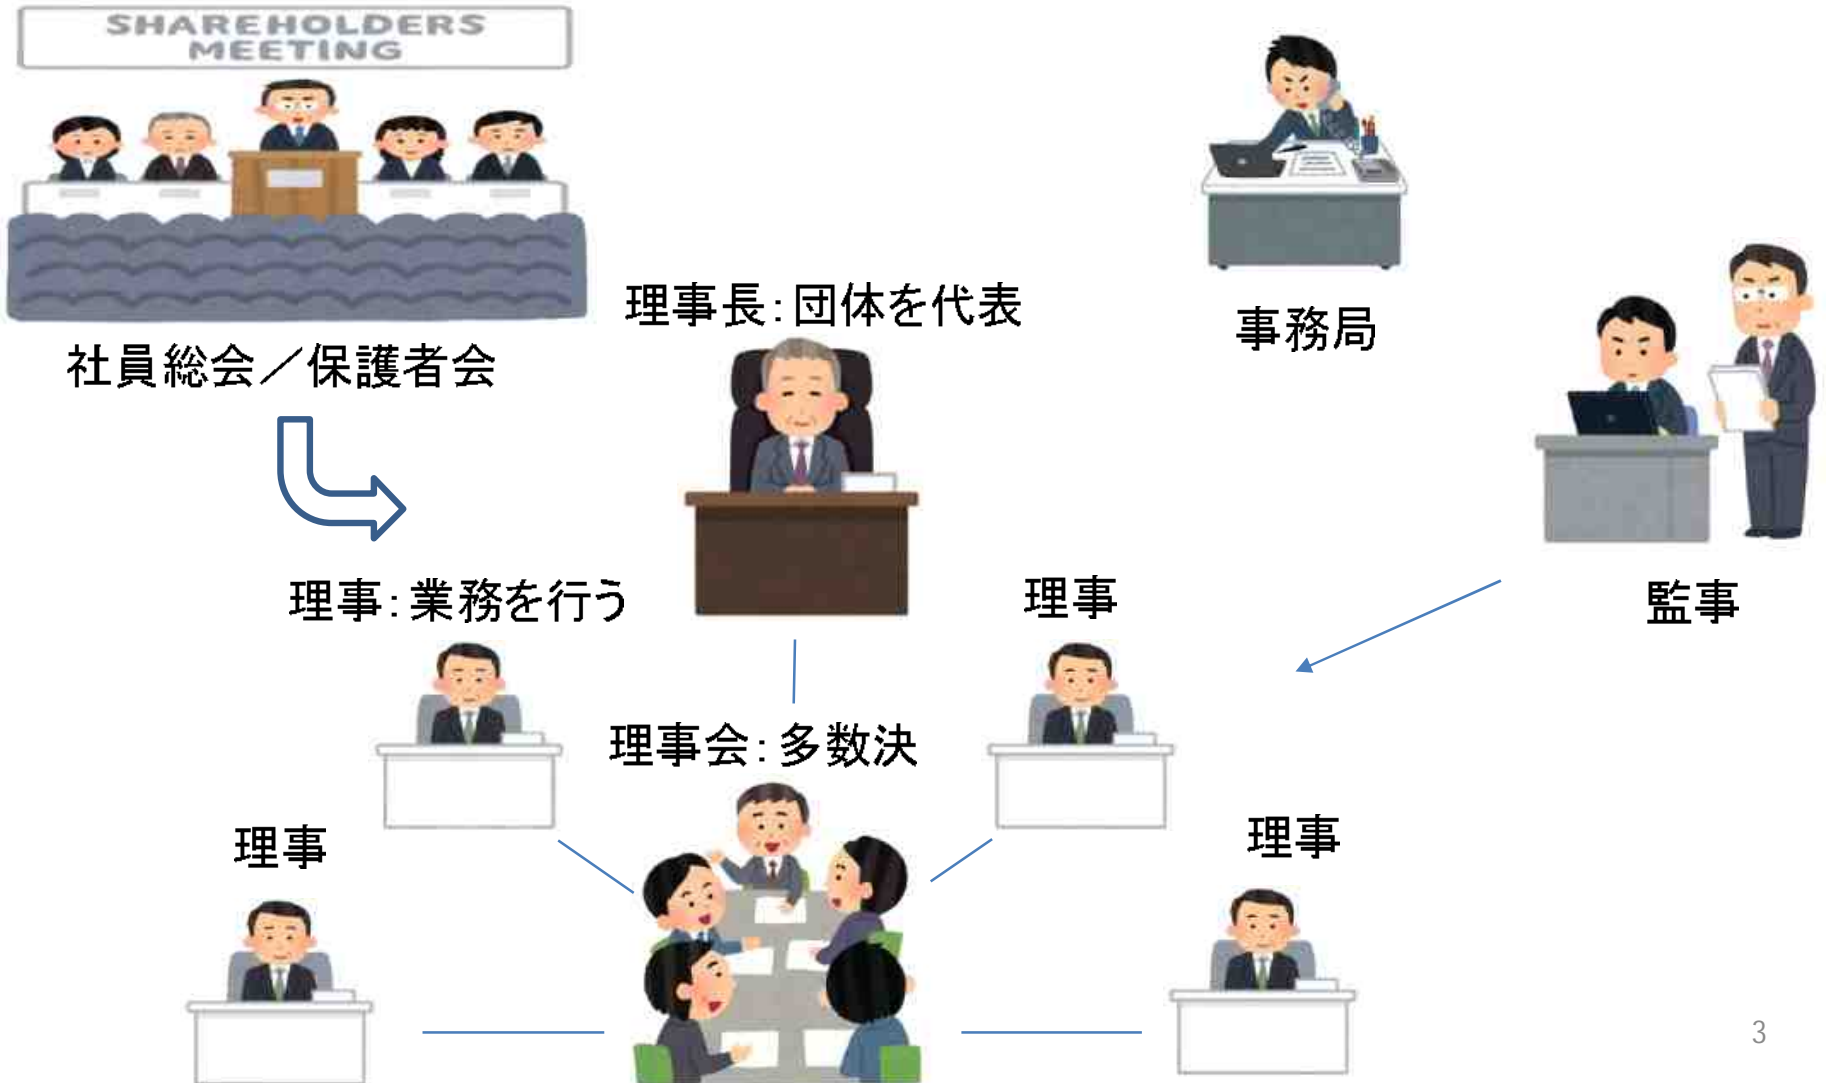 SHAREHOLDERS
MEETING
社員総会／保護者会
理事長：団体を代表
事務局
監事
理事：業務を行う
理事
理事会：多数決
理事
理事
3